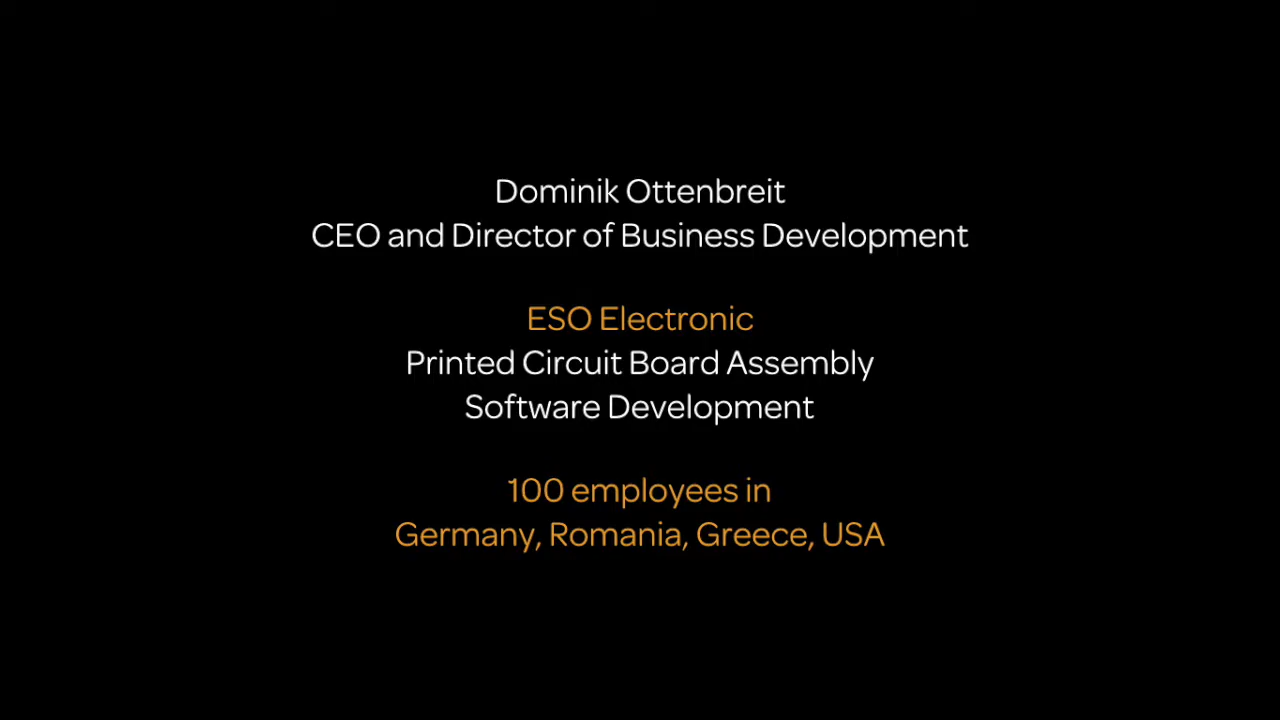 Dominik Ottenbreit
CEO and Director of Business Development
ESO Electronic
Printed Circuit Board Assembly
Software Development
100 employees in
Germany, Romania, Greece, USA